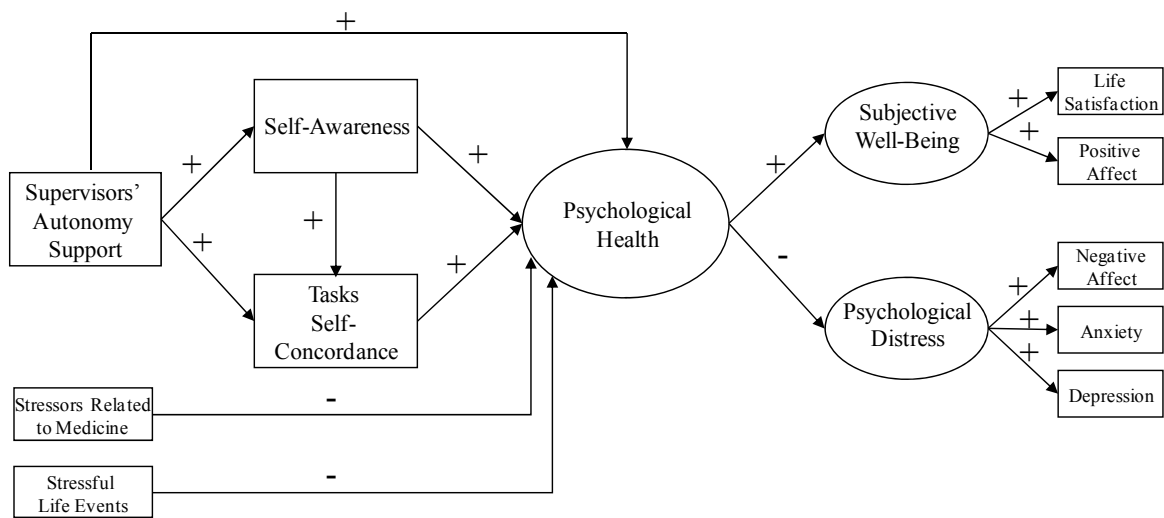 +
Self-Awareness
+
+
Supervisors’
Autonomy
Support
+
+
+
Tasks
Self-
Concordance
Psychological
Health
+
-
Subjective
Well-Being
+
+
Life
Satisfaction
Positive
Affect
Psychological
Distress
+
+
+
Negative
Affect
Anxiety
Depression
Stressors Related
to Medicine
-
Stressful
Life Events
-